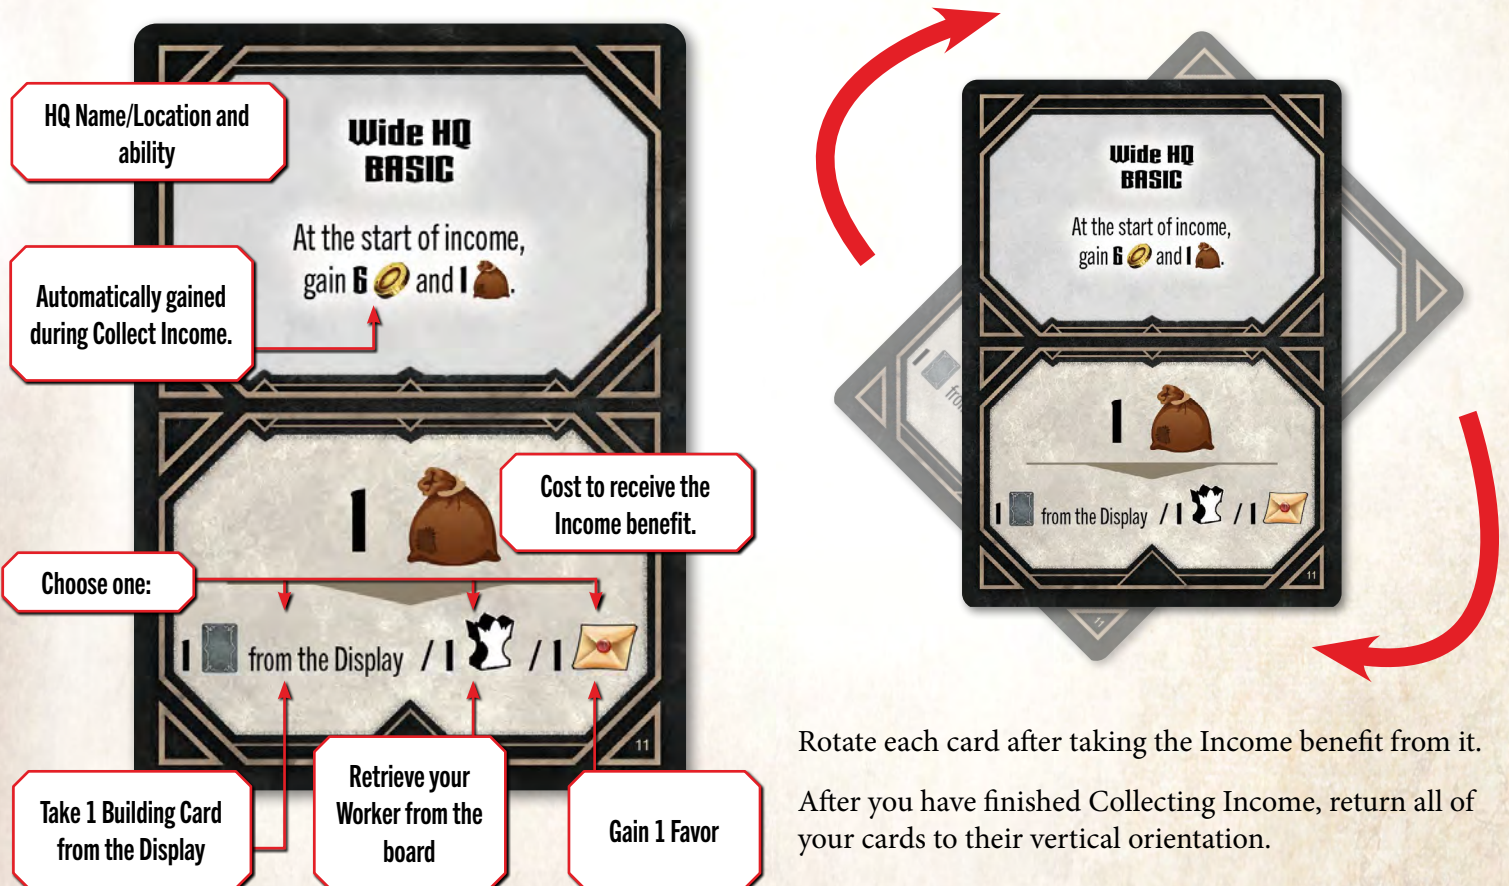 HQ Name/Location and
ability
Wide HQ
BASIC
At the start of income,
gain 6 and 1.
Automatically gained
during Collect Income.
1
Cost to receive the
Income benefit.
Choose one:
1 from the Display / 1 / 1
11
Take 1 Building Card
from the Display
Retrieve your
Worker from the
board
Gain 1 Favor
Wide HQ
BASIC
At the start of income,
gain 6 and 1.
1
1 from the Display / 1 / 1
11
1
from
11
Rotate each card after taking the Income benefit from it.
After you have finished Collecting Income, return all of
your cards to their vertical orientation.